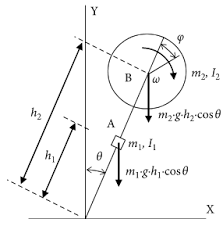 Y
φ
B
ω
m₂, I₂
h₂
m₂·g·h₂·cosθ
A
h₁
θ
m₁, I₁
m₁·g·h₁·cosθ
X